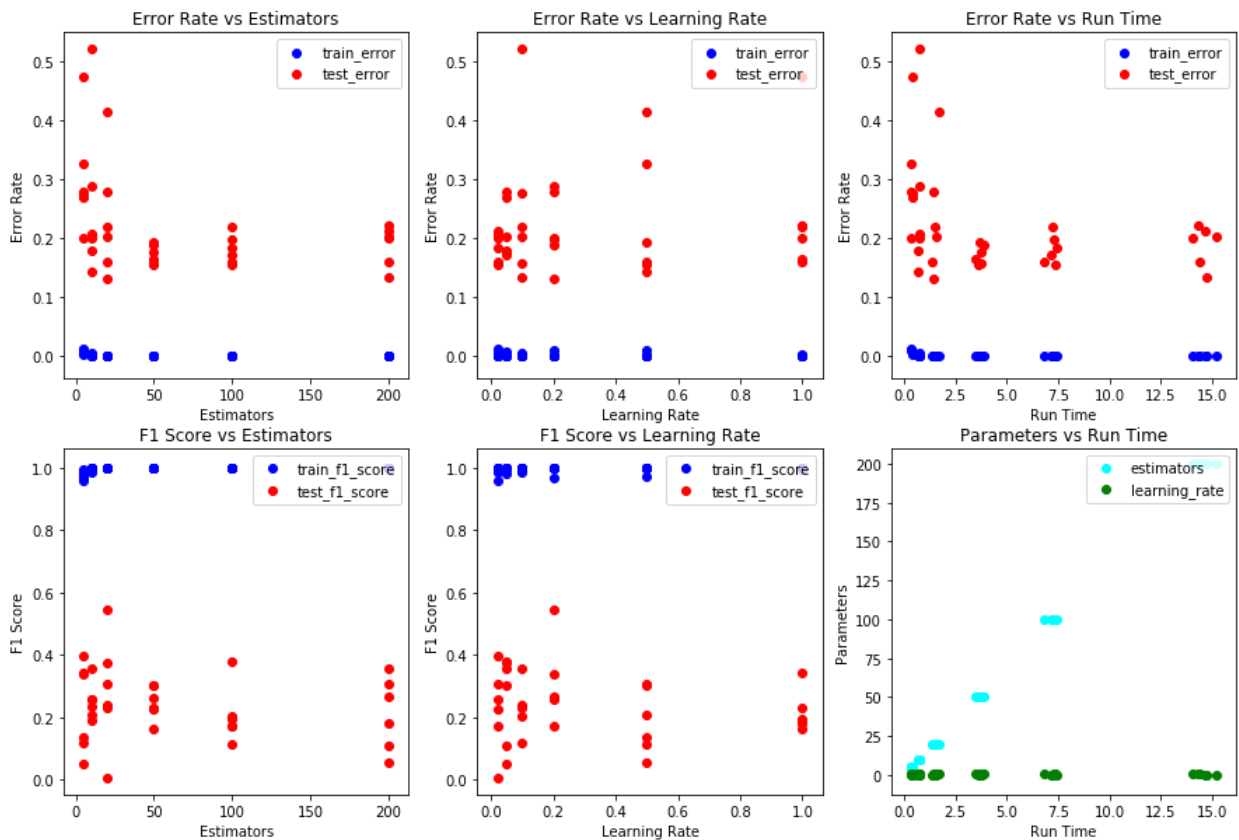 Error Rate vs Estimators
Error Rate
0.5
0.4
0.3
0.2
0.1
0.0
train_error
test_error
0
50
100
150
200
Estimators
Error Rate vs Learning Rate
Error Rate
0.5
0.4
0.3
0.2
0.1
0.0
train_error
test_error
0.0
0.2
0.4
0.6
0.8
1.0
Learning Rate
Error Rate vs Run Time
Error Rate
0.5
0.4
0.3
0.2
0.1
0.0
train_error
test_error
0.0
2.5
5.0
7.5
10.0
12.5
15.0
Run Time
F1 Score vs Estimators
F1 Score
1.0
0.8
0.6
0.4
0.2
0.0
train_f1_score
test_f1_score
0
50
100
150
200
Estimators
F1 Score vs Learning Rate
F1 Score
1.0
0.8
0.6
0.4
0.2
0.0
train_f1_score
test_f1_score
0.0
0.2
0.4
0.6
0.8
1.0
Learning Rate
Parameters vs Run Time
Parameters
200
175
150
125
100
75
50
25
0
estimators
learning_rate
0.0
2.5
5.0
7.5
10.0
12.5
15.0
Run Time